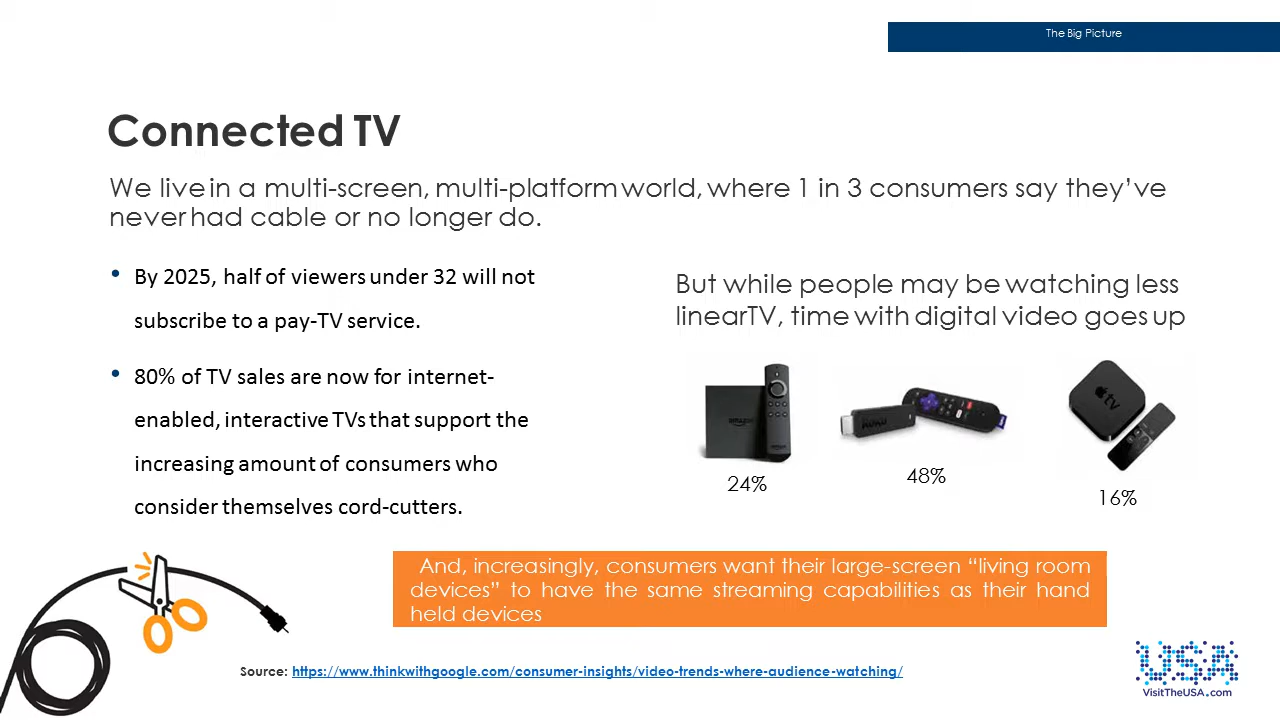 The Big Picture
Connected TV
We live in a multi-screen, multi-platform world, where 1 in 3 consumers say they’ve
never had cable or no longer do.
• By 2025, half of viewers under 32 will not
subscribe to a pay-TV service.
• 80% of TV sales are now for internet-
enabled, interactive TVs that support the
increasing amount of consumers who
consider themselves cord-cutters.
But while people may be watching less
linearTV, time with digital video goes up
amazon
ROKU
tv
24%
48%
16%
And, increasingly, consumers want their large-screen “living room
devices” to have the same streaming capabilities as their hand
held devices
Source: https://www.thinkwithgoogle.com/consumer-insights/video-trends-where-audience-watching/
USA
VisitTheUSA.com